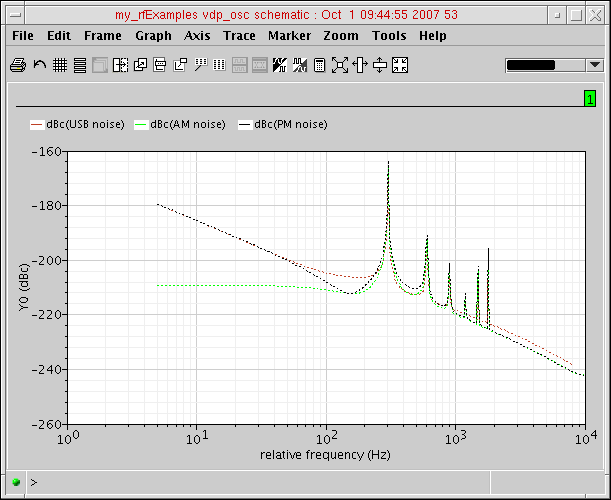 my_rfExamples vdp_osc schematic : Oct 1 09:44:55 2007 53
File Edit Frame Graph Axis Trace Marker Zoom Tools Help
1
dBc(USB noise) dBc(AM noise) dBc(PM noise)
-160
-180
-200
-220
-240
-260
Y0 (dBc)
10^0 10^1 10^2 10^3 10^4
relative frequency (Hz)
>